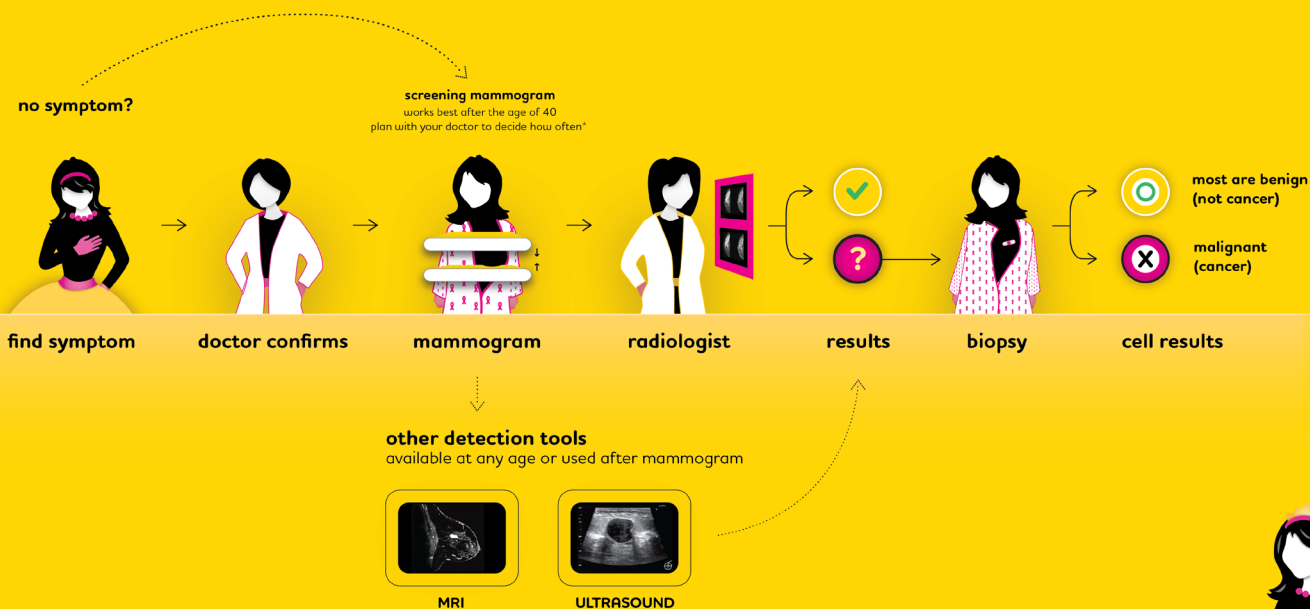 no symptom?
screening mammogram
works best after the age of 40
plan with your doctor to decide how often*
?
most are benign
(not cancer)
X
malignant
(cancer)
find symptom
doctor confirms
mammogram
radiologist
results
biopsy
cell results
other detection tools
available at any age or used after mammogram
MRI
ULTRASOUND